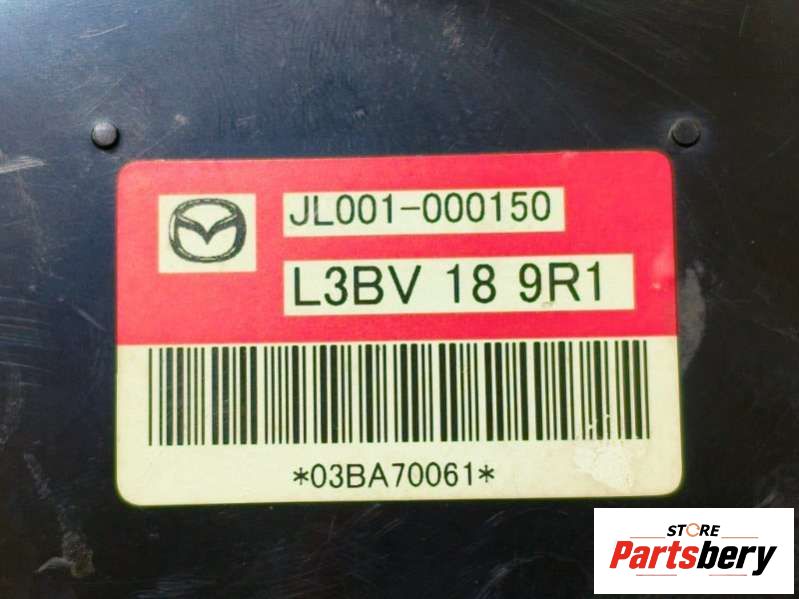 JL001-000150
L3BV 18 9R1
*03BA70061*
STORE
Partsbery